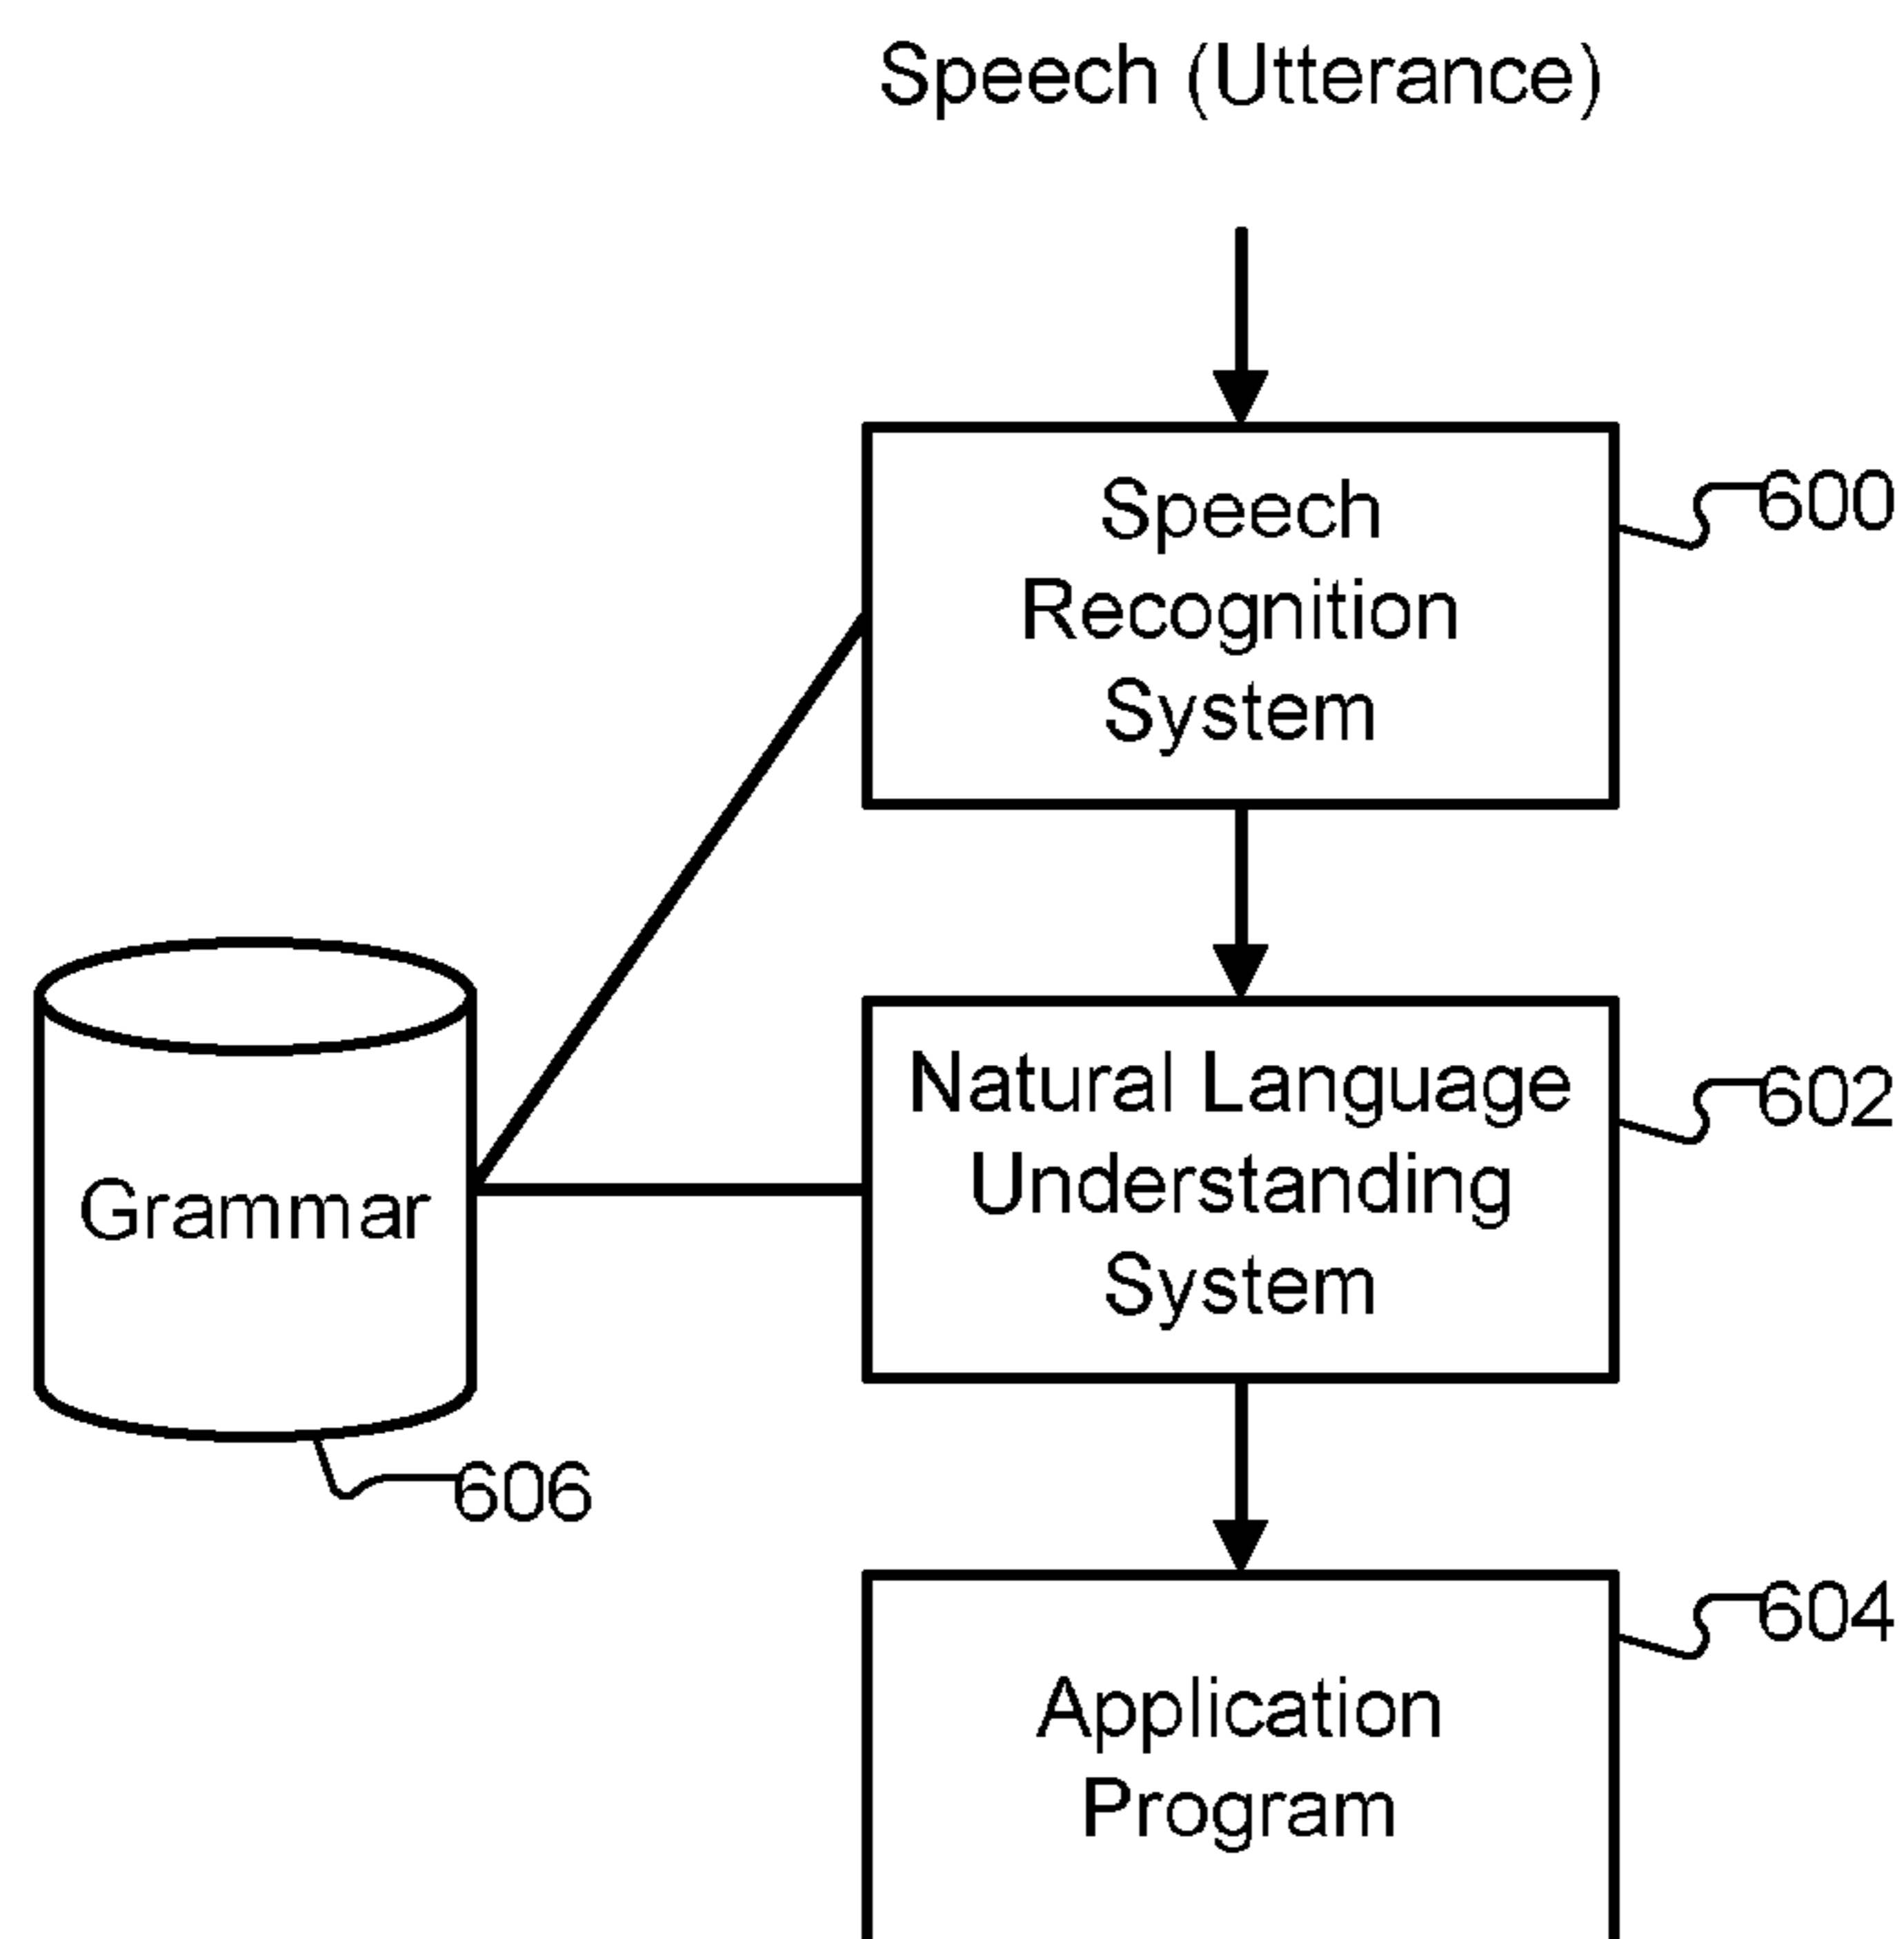 Speech (Utterance)
Speech
Recognition
System
600
Natural Language
Understanding
System
602
Grammar
606
Application
Program
604